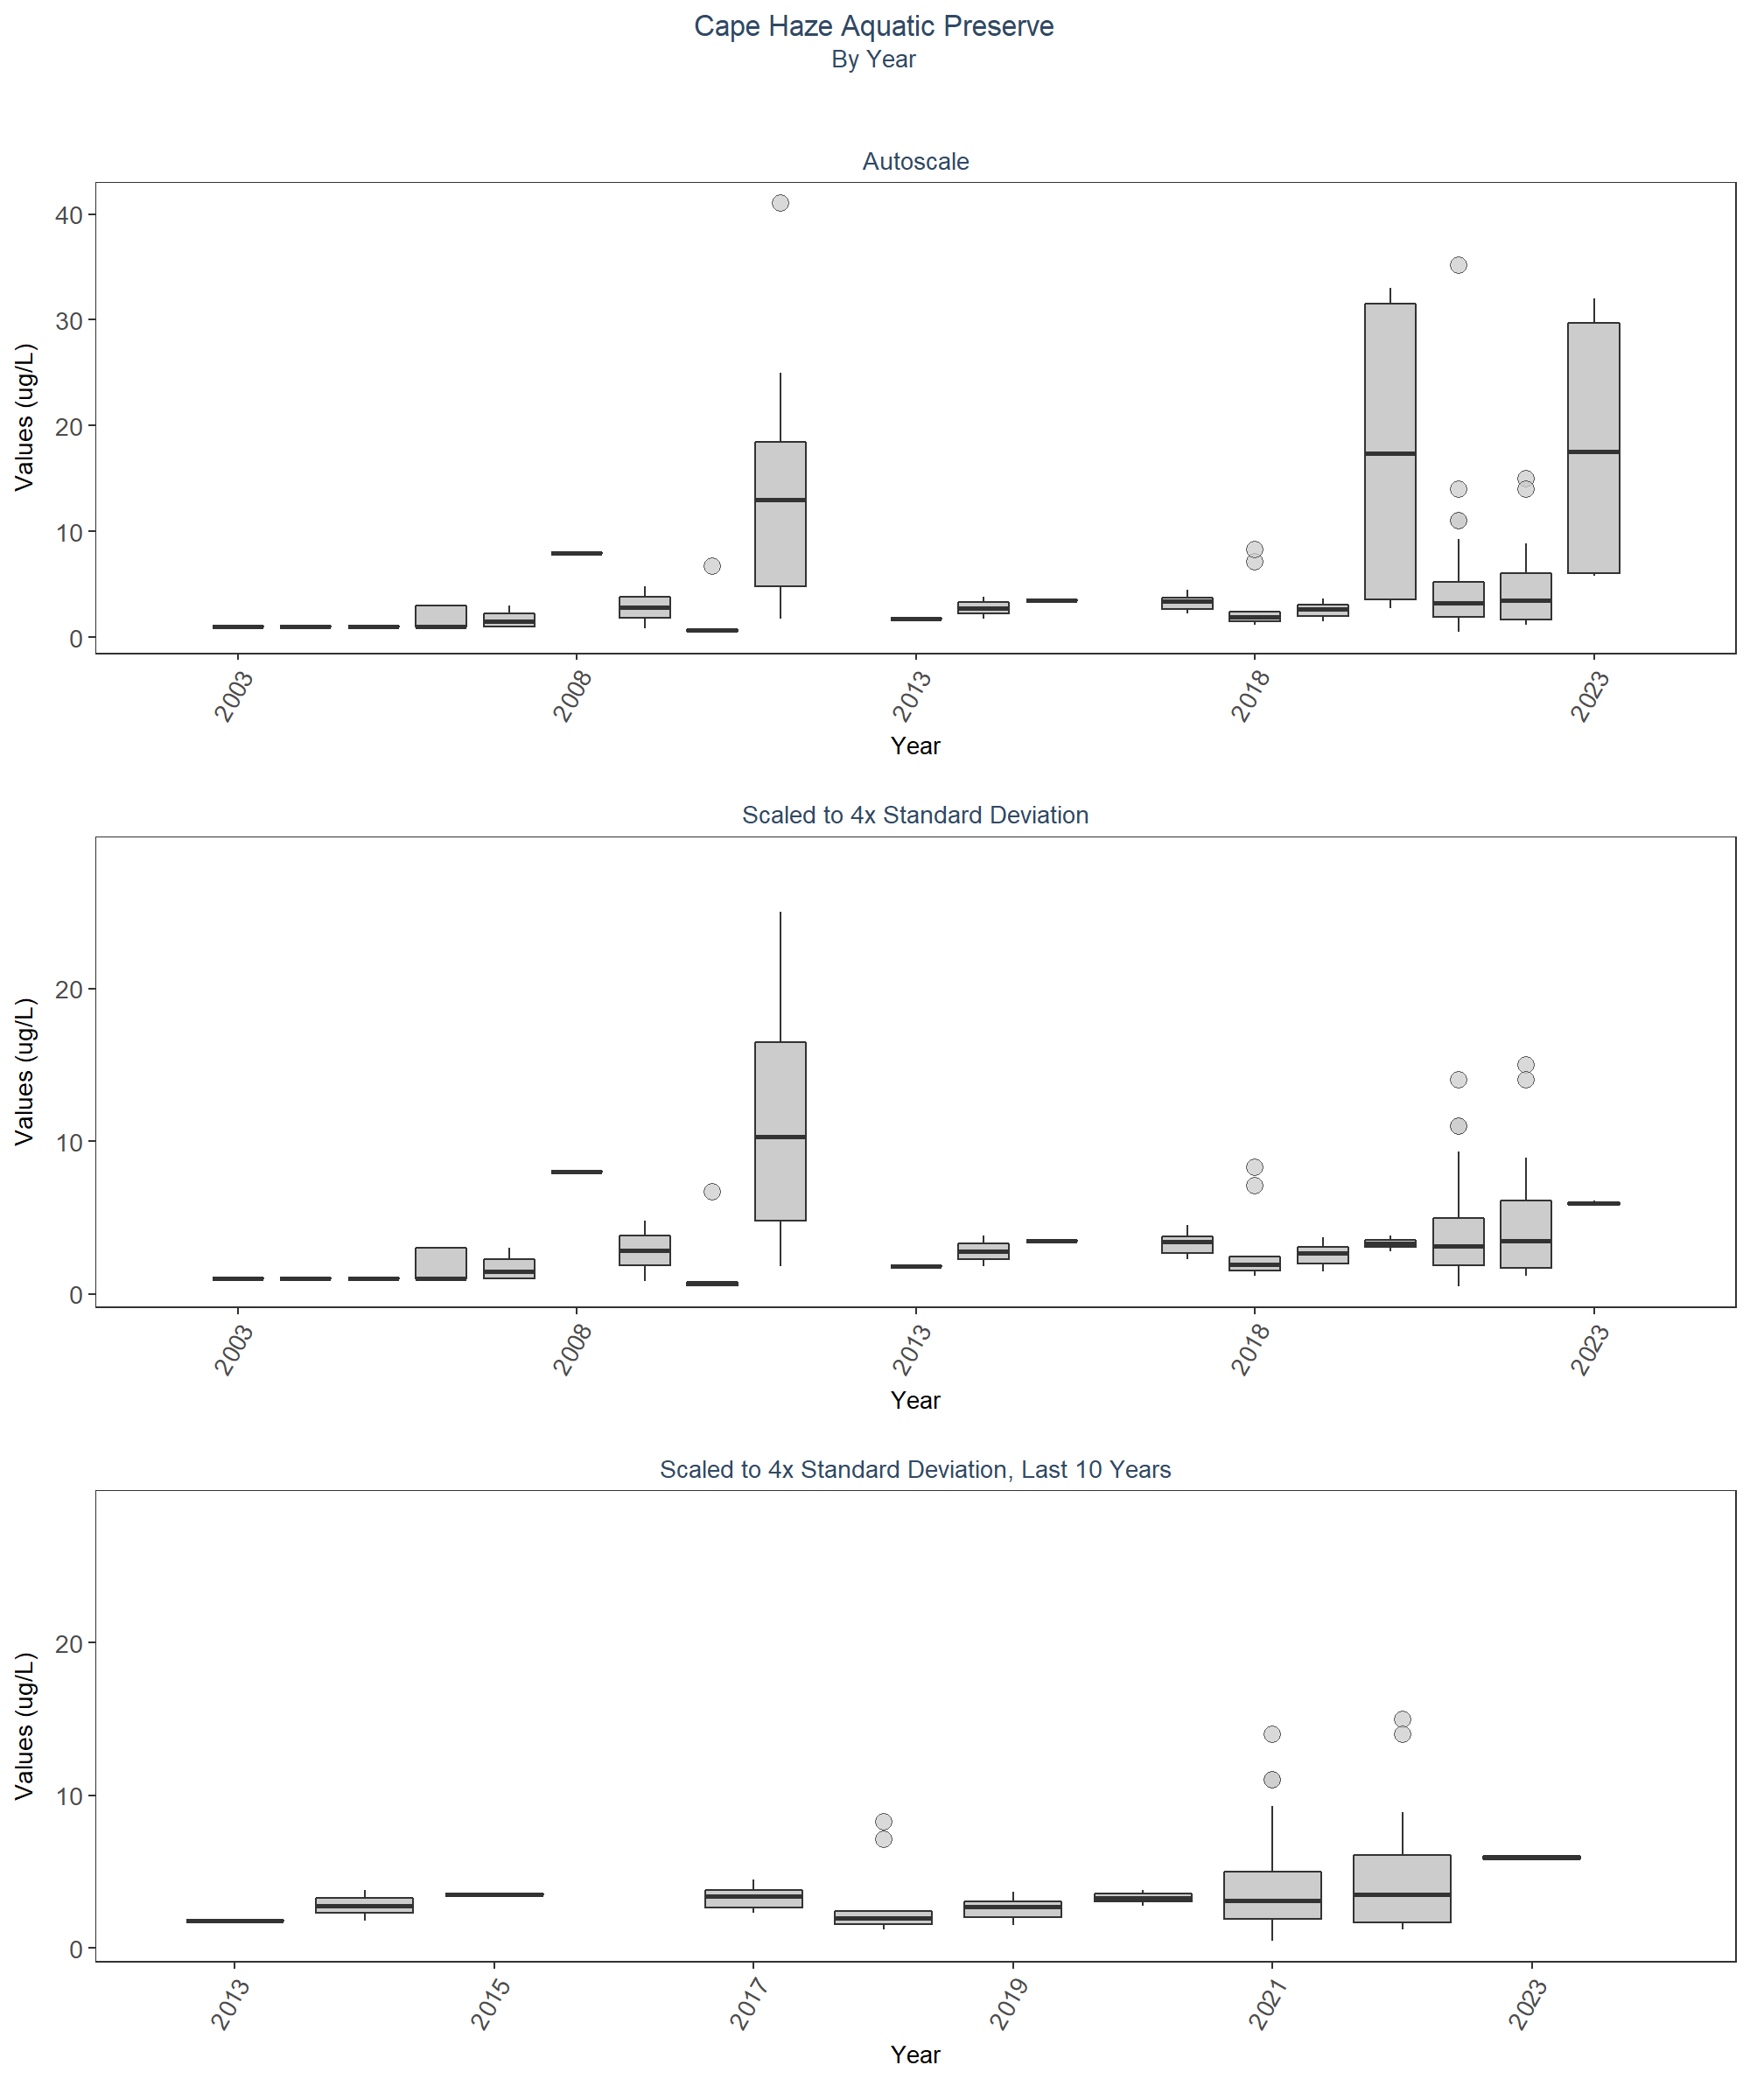 Cape Haze Aquatic Preserve
By Year
Autoscale
Values (ug/L)
40
30
20
10
0
2003
2008
2013
2018
2023
Year
Scaled to 4x Standard Deviation
Values (ug/L)
20
10
0
2003
2008
2013
2018
2023
Year
Scaled to 4x Standard Deviation, Last 10 Years
Values (ug/L)
20
10
0
2013
2015
2017
2019
2021
2023
Year